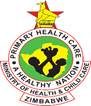 PRIMARY HEALTH CARE
A HEALTHY NATION
MINISTRY OF HEALTH & CHILD CARE
ZIMBABWE